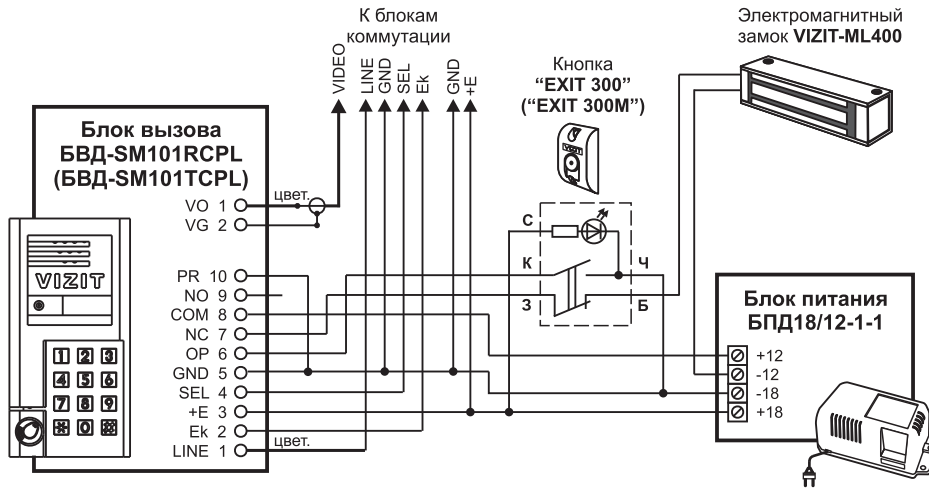 К блокам
коммутации
VIDEO
LINE
GND
SEL
Ek
GND
+E
Электромагнитный
замок VIZIT-ML400
Кнопка
“EXIT 300”
(“EXIT 300M”)
VIZIT
Блок вызова
БВД-SM101RCPL
(БВД-SM101TCPL)
цвет.
VO 1
VG 2
PR 10
NO 9
COM 8
NC 7
OP 6
GND 5
SEL 4
+E 3
Ek 2
LINE 1
цвет.
VIZIT
1 2 3
4 5 6
7 8 9
* 0 #
С
К
Ч
З
Б
Блок питания
БПД18/12-1-1
+12
-12
-18
+18